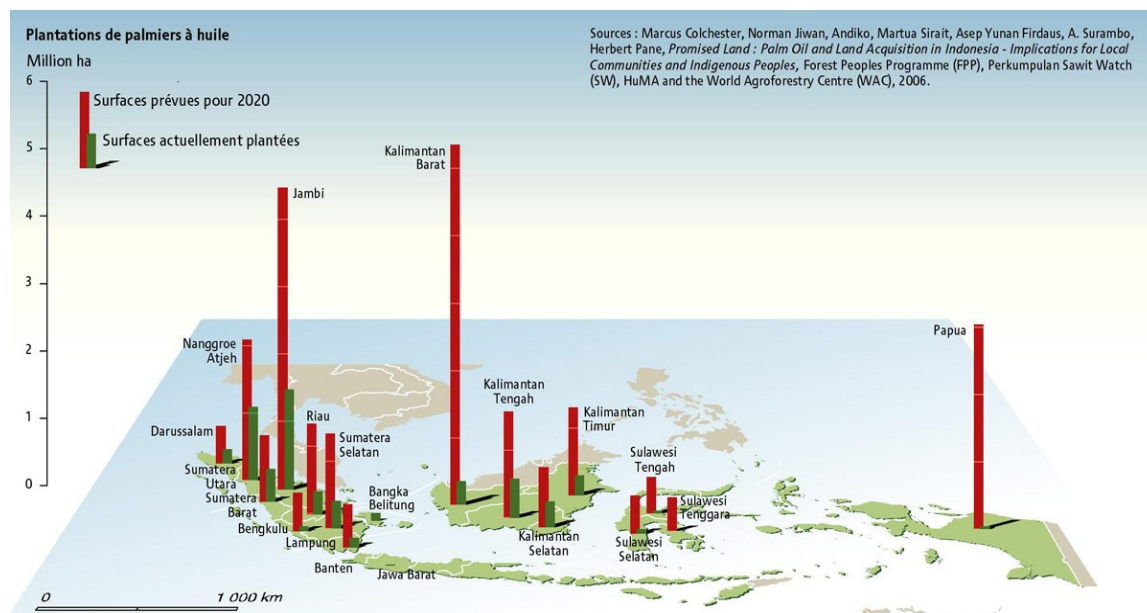 Plantations de palmiers à huile
Million ha
Sources : Marcus Colchester, Norman Jiwan, Andiko, Martua Sirait, Asep Yunan Firdaus, A. Surambo,
Herbert Pane, Promised Land : Palm Oil and Land Acquisition in Indonesia - Implications for Local
Communities and Indigenous Peoples, Forest Peoples Programme (FPP), Perkumpulan Sawit Watch
(SW), HuMA and the World Agroforestry Centre (WAC), 2006.
6
5
4
3
2
1
0
Surfaces prévues pour 2020
Surfaces actuellement plantées
Kalimantan
Barat
Jambi
Papua
Nanggroe
Atjeh
Kalimantan
Tengah
Kalimantan
Timur
Riau
Darussalam
Sumatera
Selatan
Sulawesi
Tengah
Sumatera
Utara
Sumatera
Barat
Bangka
Belitung
Sulawesi
Tenggara
Bengkulu
Lampung
Kalimantan
Selatan
Sulawesi
Selatan
Banten
Jawa Barat
0
1 000 km